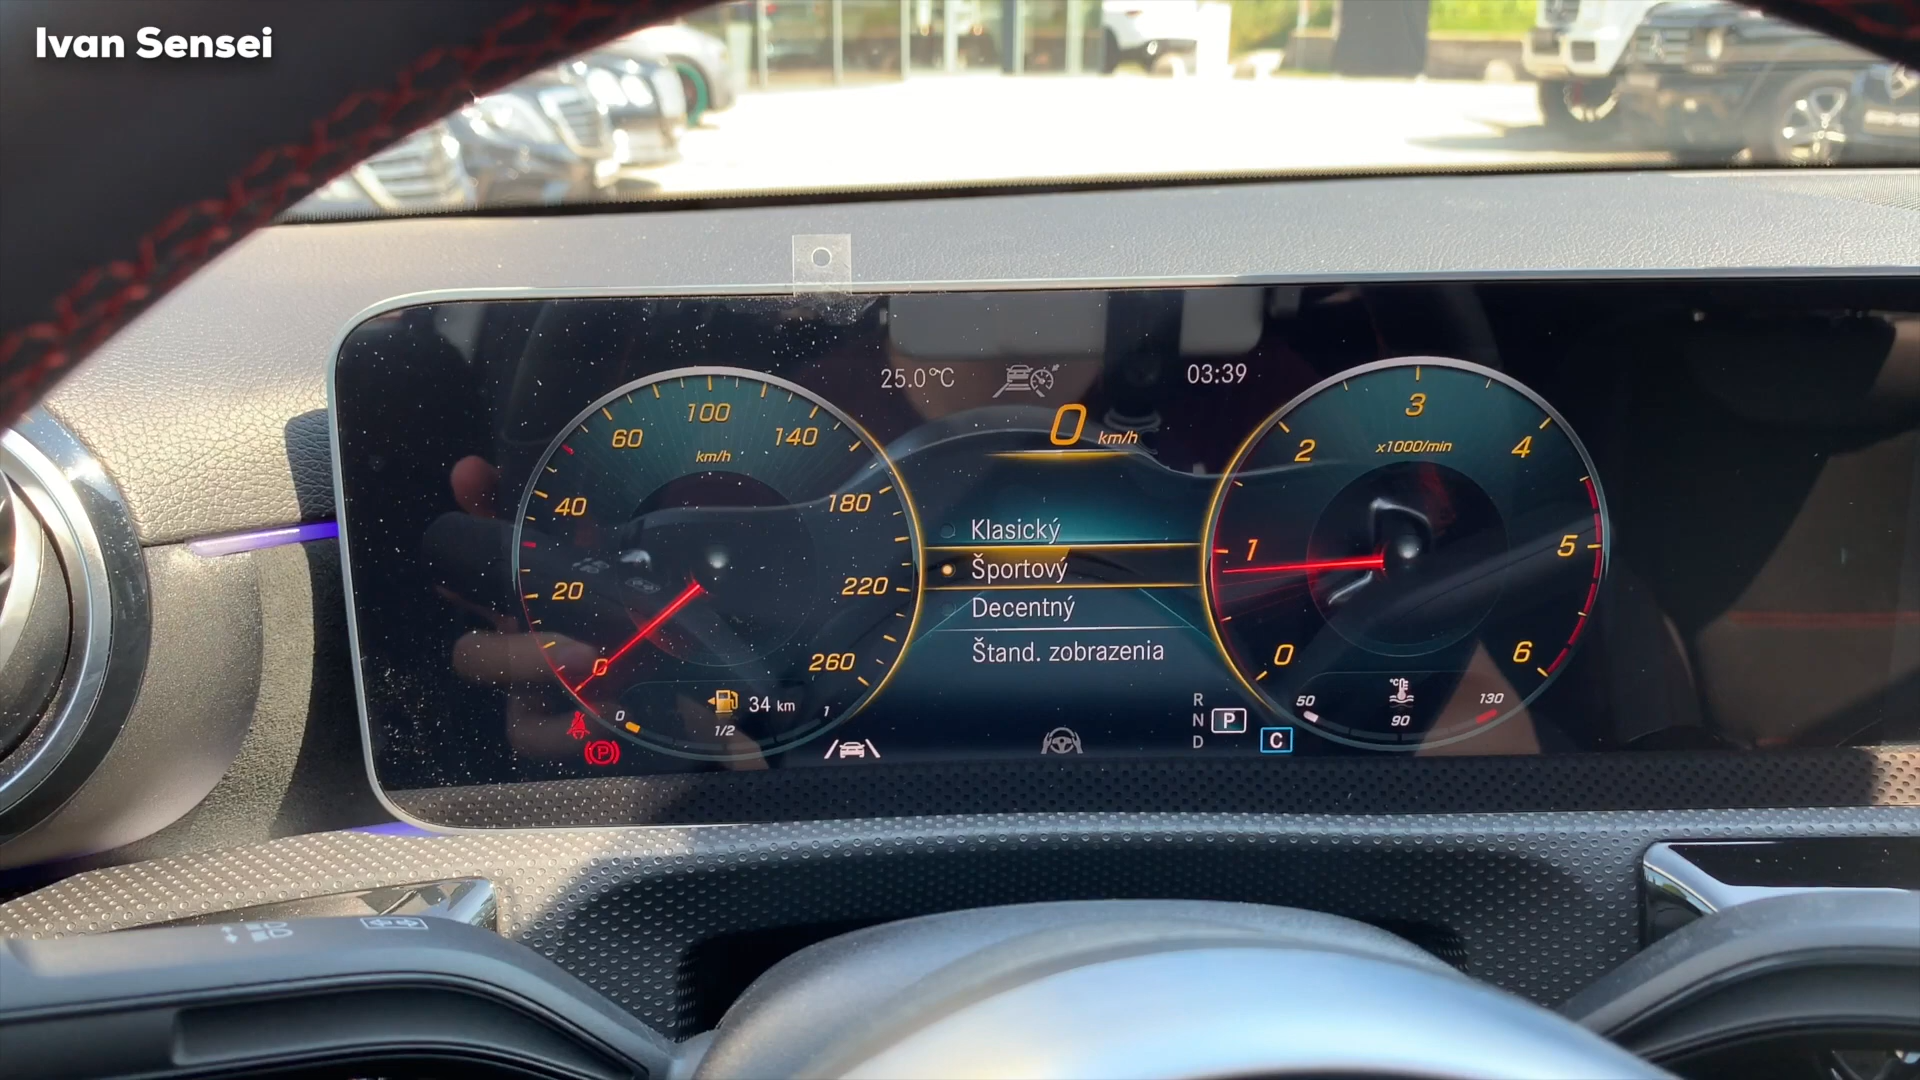 Ivan Sensei
25.0°C
03:39
0 km/h
100
60
140
km/h
40
180
20
220
0
260
34 km
0
1/2
1
P
Klasický
Športový
Decentný
Štand. zobrazenia
R
N
P
D
C
3
2
4
x1000/min
1
5
0
6
°C
50
90
130